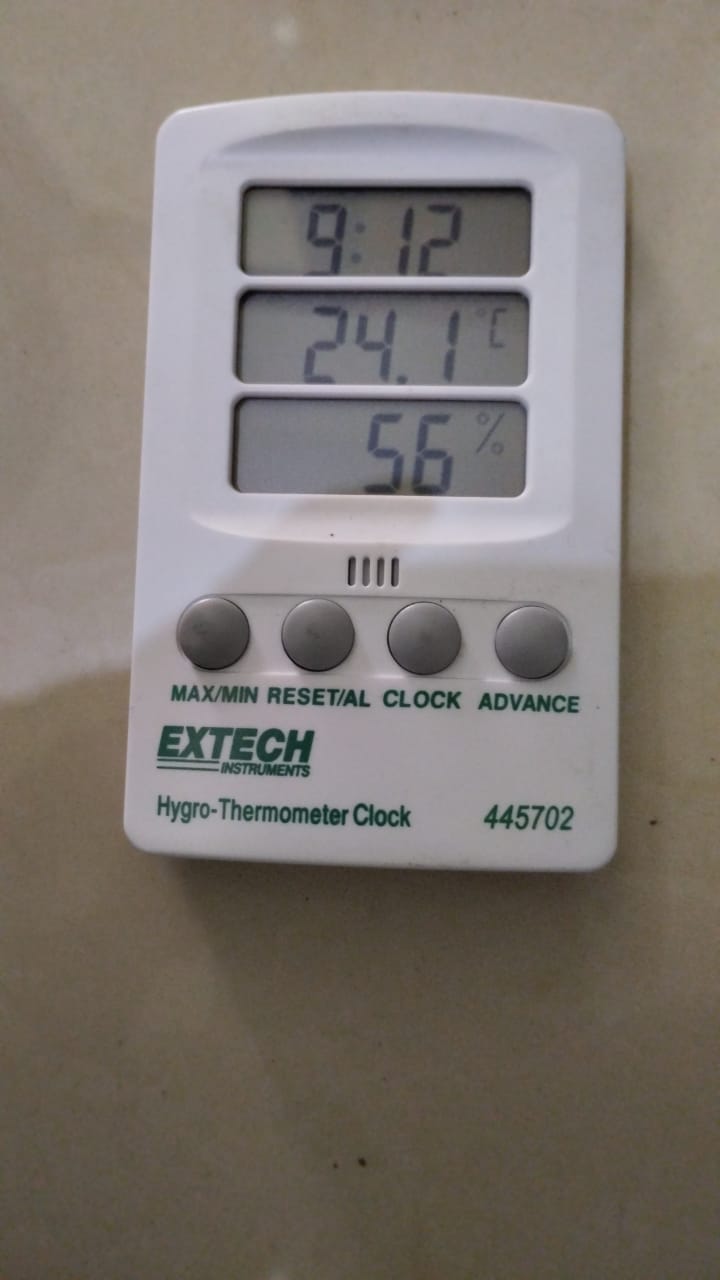 9:12
24.1 °C
56 %
MAX/MIN RESET/AL CLOCK ADVANCE
EXTECH
INSTRUMENTS
Hygro-Thermometer Clock 445702